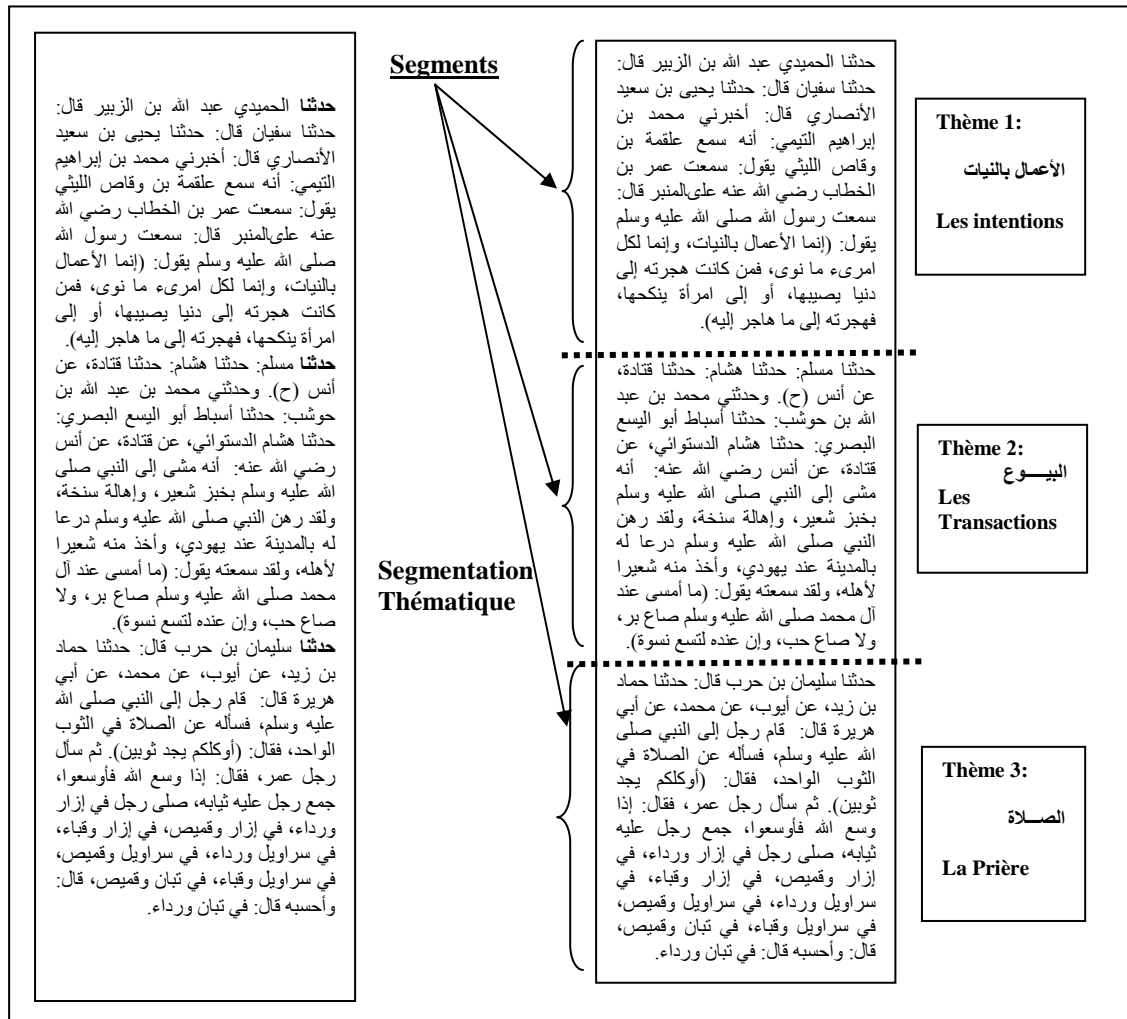 حدثنا الحميدي عبد الله بن الزبير قال:
حدثنا سفيان قال: حدثنا يحيى بن سعيد
الأنصاري قال: أخبرني محمد بن إبراهيم
التيمي: أنه سمع علقمة بن وقاص الليثي
يقول: سمعت عمر بن الخطاب رضي الله
عنه على المنبر قال: سمعت رسول الله
صلى الله عليه وسلم يقول: (إنما الأعمال
بالنيات، وإنما لكل امرىء ما نوى، فمن
كانت هجرته إلى دنيا يصيبها، أو إلى
امرأة ينكحها، فهجرته إلى ما هاجر إليه).
حدثنا مسلم: حدثنا هشام: حدثنا قتادة، عن
أنس (ح). وحدثني محمد بن عبد الله بن
حوشب: حدثنا أسباط أبو اليسع البصري:
حدثنا هشام الدستوائي، عن قتادة، عن أنس
رضي الله عنه: أنه مشى إلى النبي صلى
الله عليه وسلم بخبز شعير، وإهالة سنخة،
ولقد رهن النبي صلى الله عليه وسلم درعا
له بالمدينة عند يهودي، وأخذ منه شعيرا
لأهله، ولقد سمعته يقول: (ما أمسى عند آل
محمد صلى الله عليه وسلم صاع بر، ولا
صاع حب، وإن عنده لتسع نسوة).
حدثنا سليمان بن حرب قال: حدثنا حماد
بن زيد، عن أيوب، عن محمد، عن أبي
هريرة قال: قام رجل إلى النبي صلى الله
عليه وسلم، فسأله عن الصلاة في الثوب
الواحد، فقال: (أوكلكم يجد ثوبين). ثم سأل
رجل عمر، فقال: إذا وسع الله فأوسعوا،
جمع رجل عليه ثيابه، صلى رجل في إزار
ورداء، في إزار وقميص، في إزار وقباء،
في سراويل ورداء، في سراويل وقميص،
في سراويل وقباء، في تبان وقميص، قال:
وأحسبه قال: في تبان ورداء.
Segments
Segmentation
Thématique
حدثنا الحميدي عبد الله بن الزبير قال:
حدثنا سفيان قال: حدثنا يحيى بن سعيد
الأنصاري قال: أخبرني محمد بن
إبراهيم التيمي: أنه سمع علقمة بن
وقاص الليثي يقول: سمعت عمر بن
الخطاب رضي الله عنه على المنبر قال:
سمعت رسول الله صلى الله عليه وسلم
يقول: (إنما الأعمال بالنيات، وإنما لكل
امرىء ما نوى، فمن كانت هجرته إلى
دنيا يصيبها، أو إلى امرأة ينكحها،
فهجرته إلى ما هاجر إليه).
حدثنا مسلم: حدثنا هشام: حدثنا قتادة،
عن أنس (ح). وحدثني محمد بن عبد
الله بن حوشب: حدثنا أسباط أبو اليسع
البصري: حدثنا هشام الدستوائي، عن
قتادة، عن أنس رضي الله عنه: أنه
مشى إلى النبي صلى الله عليه وسلم
بخبز شعير، وإهالة سنخة، ولقد رهن
النبي صلى الله عليه وسلم درعا له
بالمدينة عند يهودي، وأخذ منه شعيرا
لأهله، ولقد سمعته يقول: (ما أمسى عند
آل محمد صلى الله عليه وسلم صاع بر،
ولا صاع حب، وإن عنده لتسع نسوة).
حدثنا سليمان بن حرب قال: حدثنا حماد
بن زيد، عن أيوب، عن محمد، عن أبي
هريرة قال: قام رجل إلى النبي صلى
الله عليه وسلم، فسأله عن الصلاة في
الثوب الواحد، فقال: (أوكلكم يجد
ثوبين). ثم سأل رجل عمر، فقال: إذا
وسع الله فأوسعوا، جمع رجل عليه
ثيابه، صلى رجل في إزار ورداء، في
إزار وقميص، في إزار وقباء، في
سراويل ورداء، في سراويل وقميص،
في سراويل وقباء، في تبان وقميص،
قال: وأحسبه قال: في تبان ورداء.
Thème 1:
الأعمال بالنيات
Les intentions
Thème 2:
البيـــوع
Les
Transactions
Thème 3:
الصـــلاة
La Prière